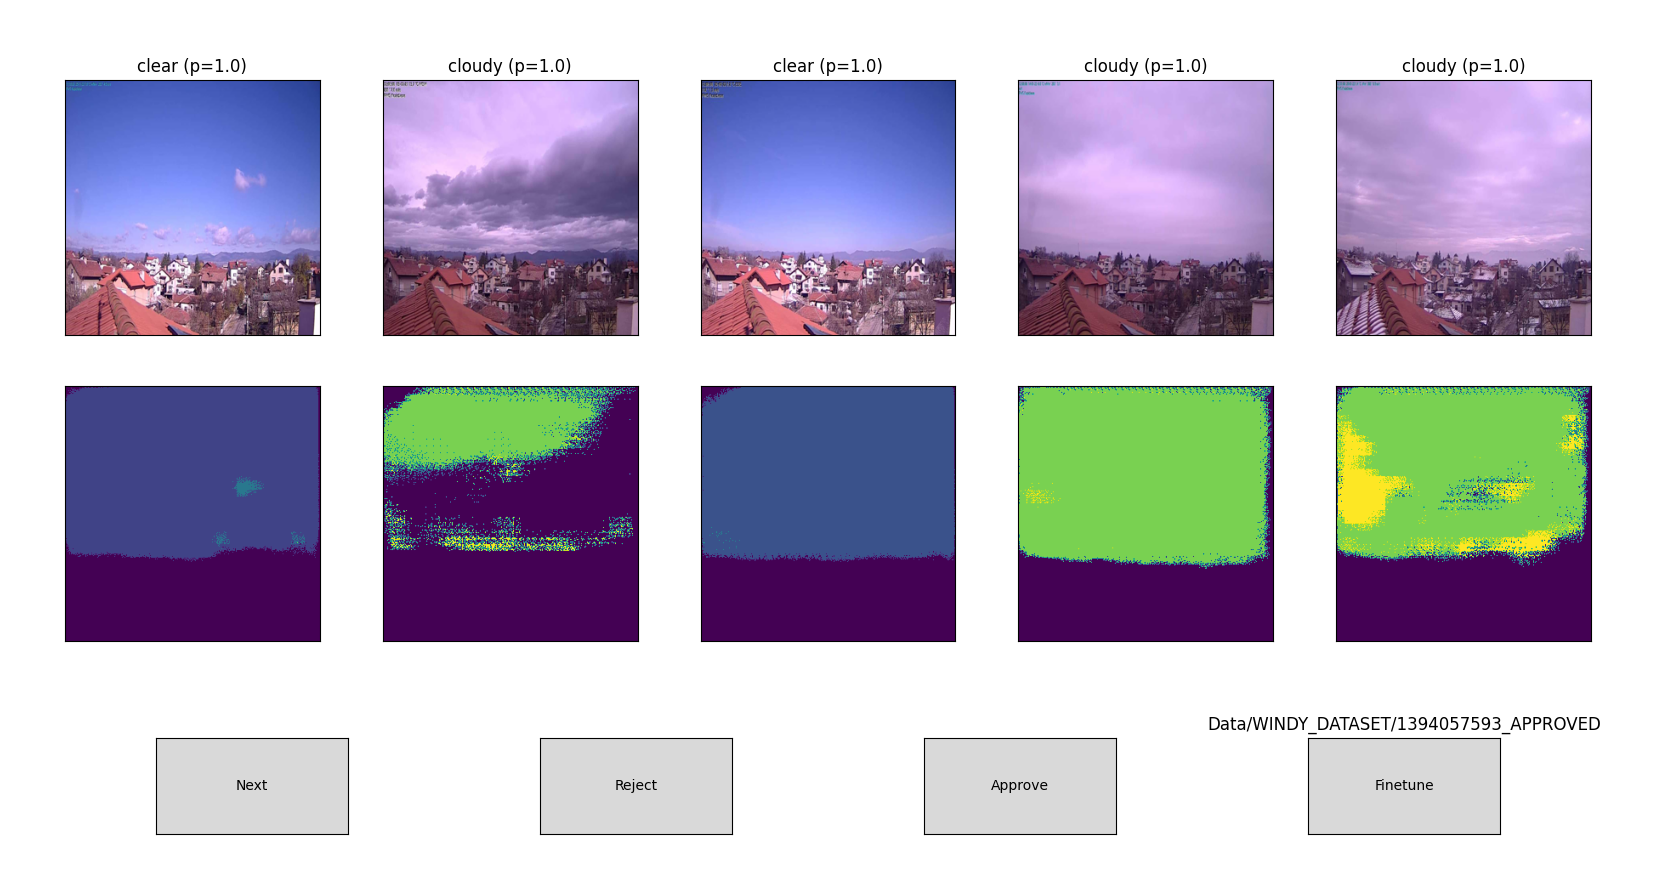 clear (p=1.0)
cloudy (p=1.0)
clear (p=1.0)
cloudy (p=1.0)
cloudy (p=1.0)
Data/WINDY_DATASET/1394057593_APPROVED
Next
Reject
Approve
Finetune